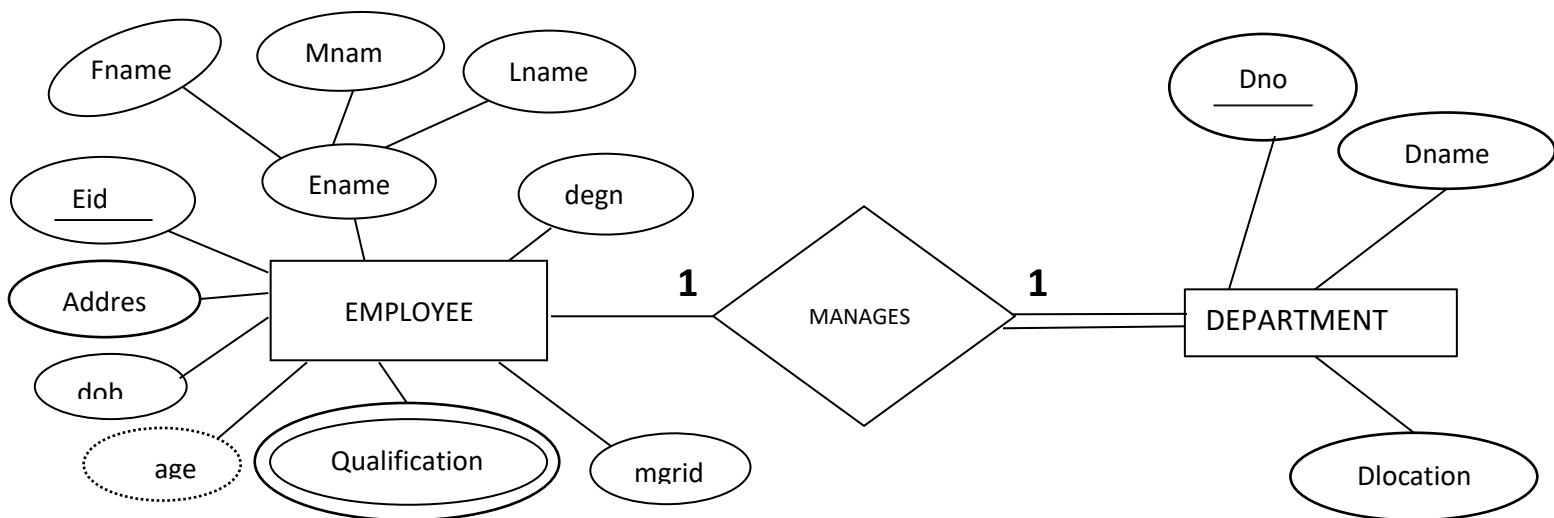 Fname
Mnam
Lname
Dno
Dname
Eid
Ename
degn
Addres
EMPLOYEE
1
MANAGES
1
DEPARTMENT
dob
age
Qualification
mgrid
Dlocation